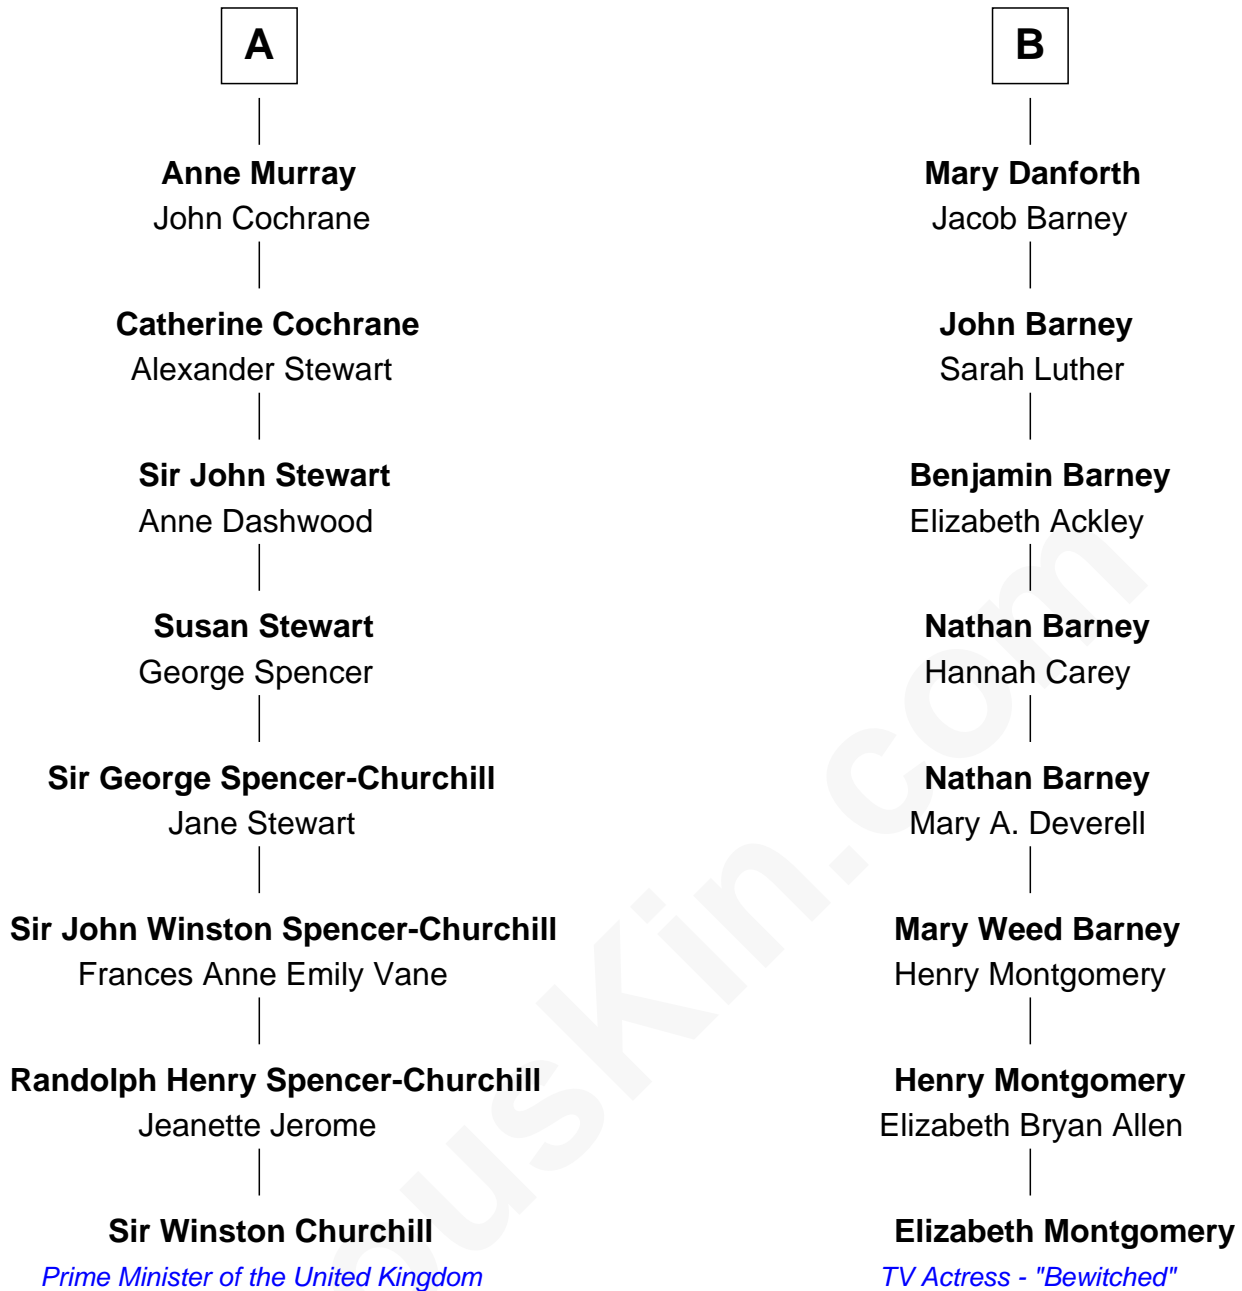 A
Anne Murray
John Cochrane
Catherine Cochrane
Alexander Stewart
Sir John Stewart
Anne Dashwood
Susan Stewart
George Spencer
Sir George Spencer-Churchill
Jane Stewart
Sir John Winston Spencer-Churchill
Frances Anne Emily Vane
Randolph Henry Spencer-Churchill
Jeanette Jerome
Sir Winston Churchill
Prime Minister of the United Kingdom
B
Mary Danforth
Jacob Barney
John Barney
Sarah Luther
Benjamin Barney
Elizabeth Ackley
Nathan Barney
Hannah Carey
Nathan Barney
Mary A. Deverell
Mary Weed Barney
Henry Montgomery
Henry Montgomery
Elizabeth Bryan Allen
Elizabeth Montgomery
TV Actress - "Bewitched"
ousKin.com